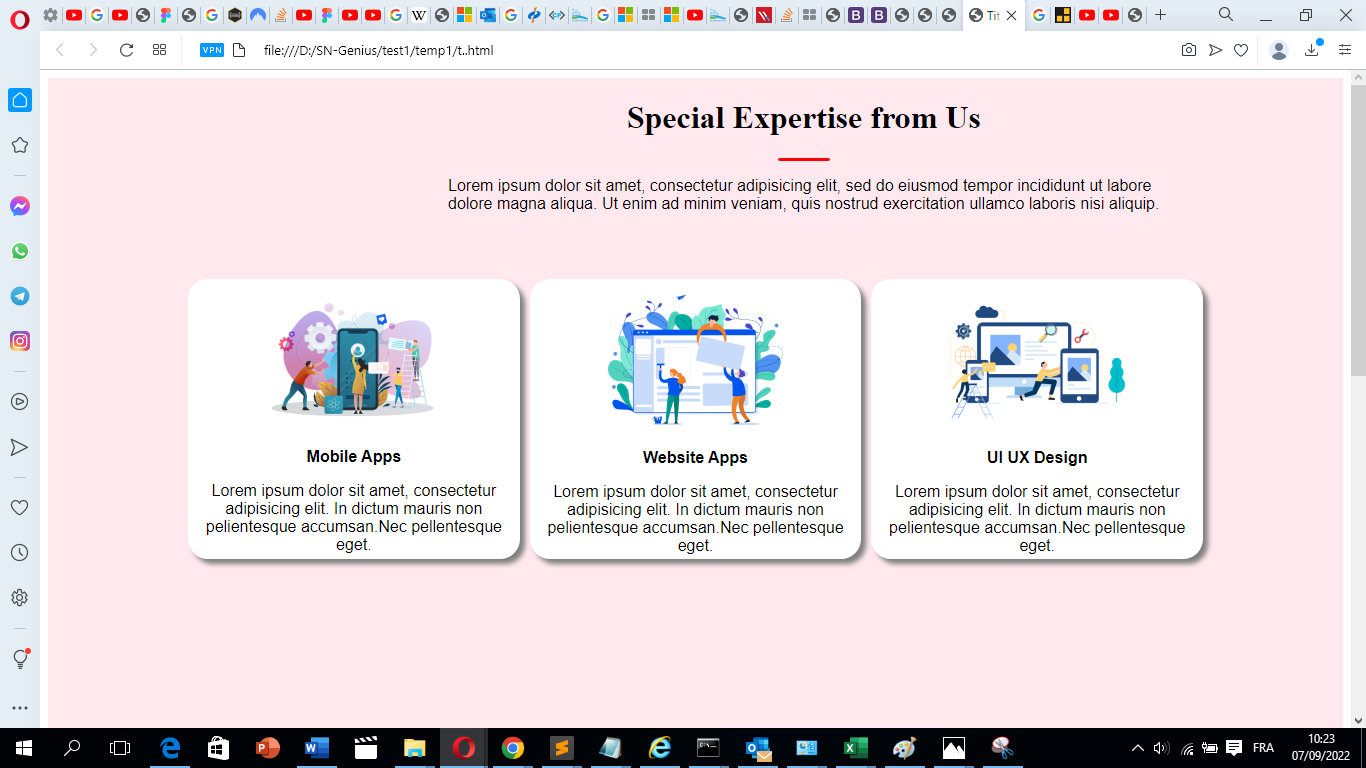 Tit
VPN
file:///D:/SN-Genius/test1/temp1/t..html
Special Expertise from Us
Lorem ipsum dolor sit amet, consectetur adipisicing elit, sed do eiusmod tempor incididunt ut labore
dolore magna aliqua. Ut enim ad minim veniam, quis nostrud exercitation ullamco laboris nisi aliquip.
Mobile Apps
Lorem ipsum dolor sit amet, consectetur
adipisicing elit. In dictum mauris non
pelientesque accumsan.Nec pellentesque
eget.
Website Apps
Lorem ipsum dolor sit amet, consectetur
adipisicing elit. In dictum mauris non
pelientesque accumsan.Nec pellentesque
eget.
UI UX Design
Lorem ipsum dolor sit amet, consectetur
adipisicing elit. In dictum mauris non
pelientesque accumsan.Nec pellentesque
eget.
FRA
10:23
07/09/2022